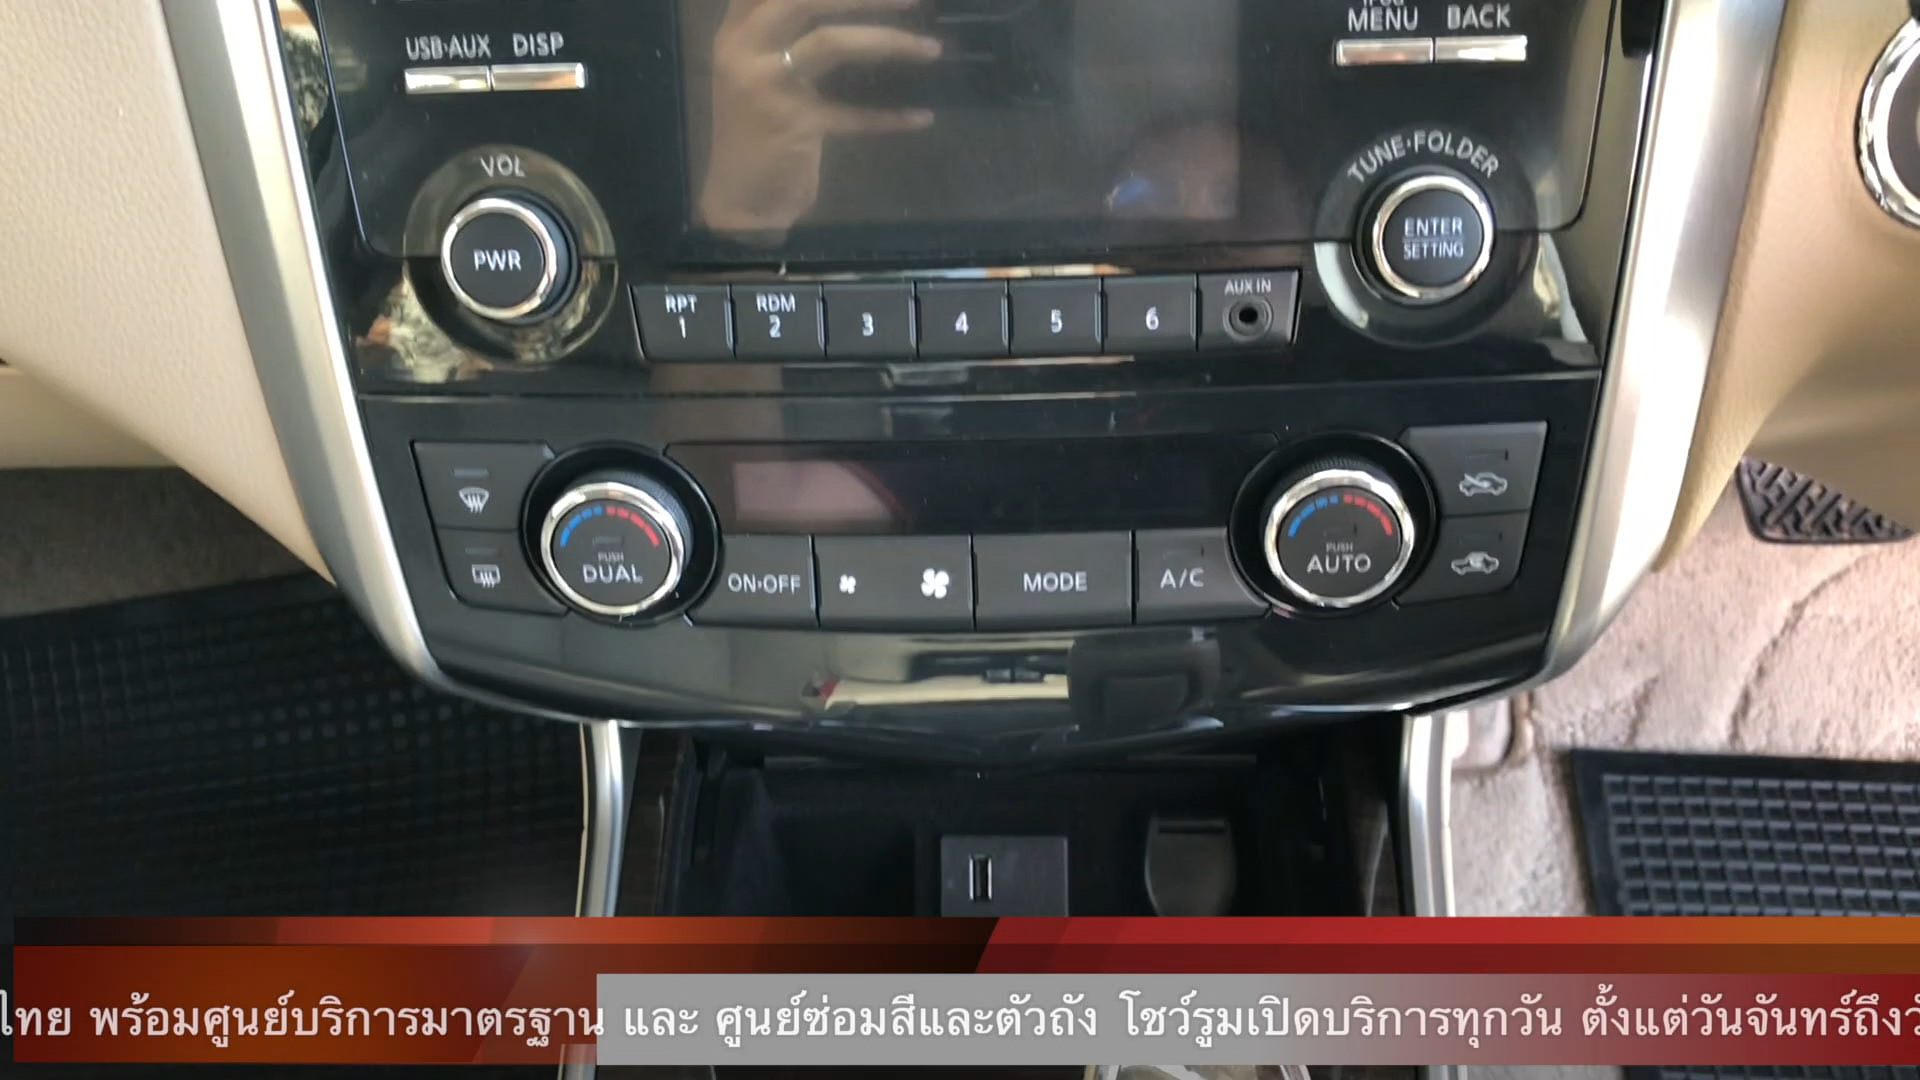 iPod
USB·AUX DISP MENU BACK
VOL TUNE·FOLDER
PWR ENTER
SETTING
RPT RDM AUX IN
1 2 3 4 5 6
PUSH PUSH
DUAL ON·OFF MODE A/C AUTO
ไทย พร้อมศูนย์บริการมาตรฐาน และ ศูนย์ซ่อมสีและตัวถัง โชว์รูมเปิดบริการทุกวัน ตั้งแต่วันจันทร์ถึง